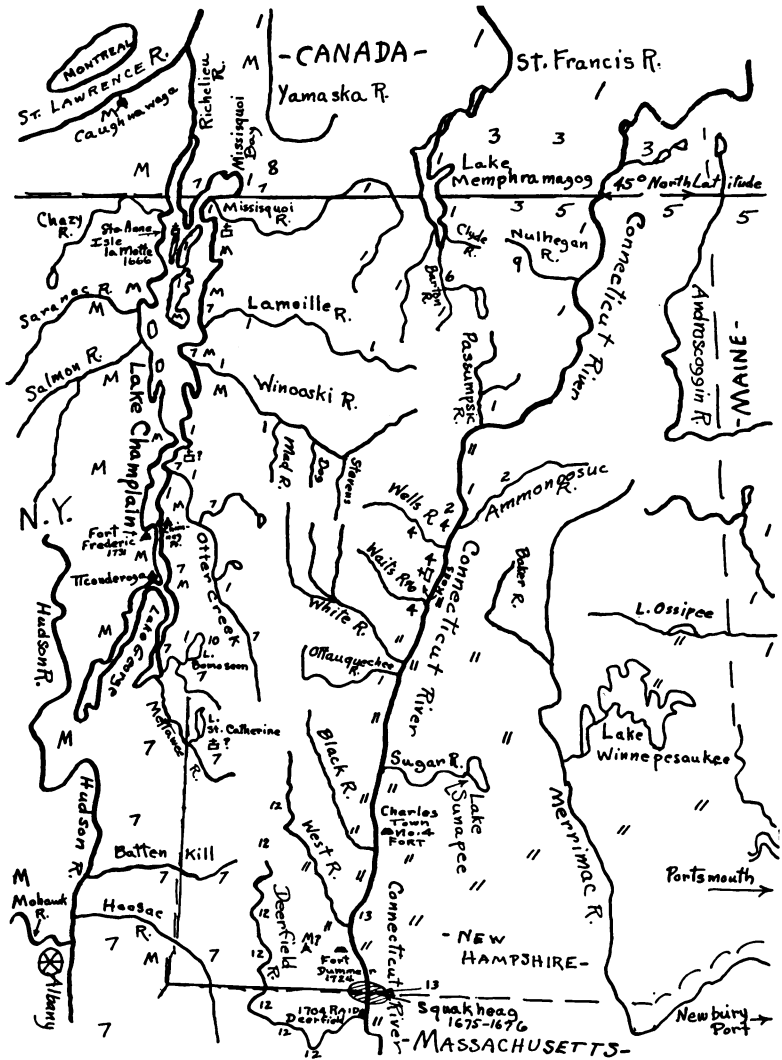 MONTREAL
ST. LAWRENCE R.
M
Caughnawaga
Richelieu R.
Missisquoi Bay
-CANADA-
Yamaska R.
St. Francis R.
Lake
Memphramagog
45° North Latitude
Chazy R.
Ste Anne
Isle
la Motte
1666
Missisquoi R.
Clyde R.
Barton R.
Nulhegan R.
Connecticut River
Androscoggin R.
-MAINE-
Saranac R.
Salmon R.
Lake Champlain
Lamoille R.
Winooski R.
Passumpsic R.
Mad R.
Dog
Stevens
Wells R
Ammonoosuc R.
N.Y.
Fort
Frederic
1731
Ticonderoga
Otter Creek
Waits R
Connecticut River
Baker R.
L. Ossipee
Hudson R.
Lake George
White R.
Ottauquechee R.
L.
Bomoseen
Mettawee R.
L.
St. Catherine
Black R.
Sugar R.
Lake
Sunapee
Lake
Winnepesaukee
Charles
Town
No. 4
FORT
Merrimac R.
Hudson R.
Batten Kill
West R.
Portsmouth
Mohawk R.
Hoosac R.
Deerfield R.
Connecticut River
-NEW
HAMPSHIRE-
M?
Fort
Dummer
1724
Albany
13
1704 RAID
Deerfield
Squakheag
1675-1676
-MASSACHUSETTS-
Newbury
Port